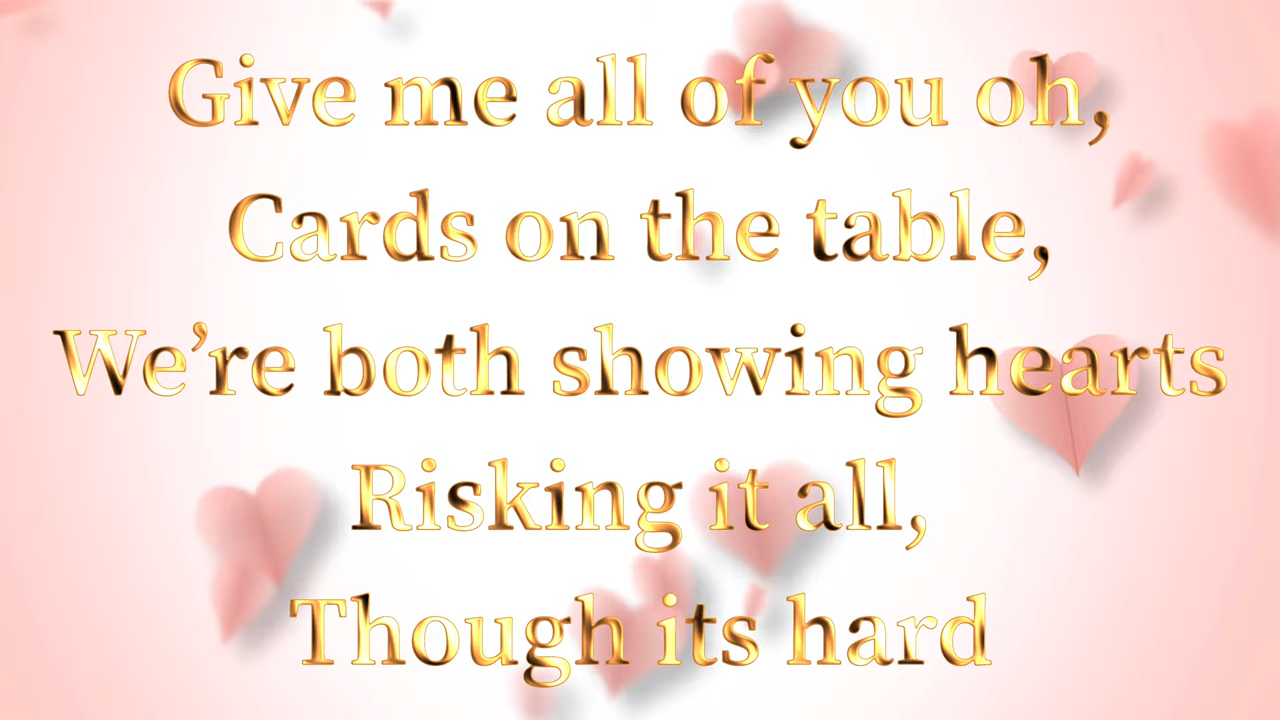 Give me all of you oh,
Cards on the table,
We’re both showing hearts
Risking it all,
Though its hard